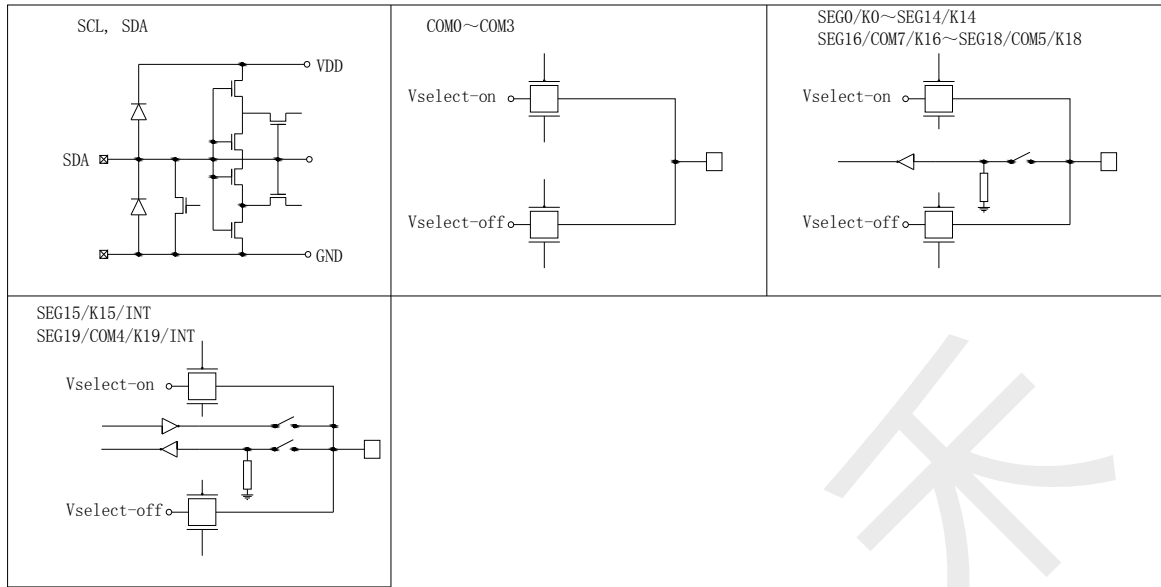 SCL, SDA
VDD
SDA
GND
COM0～COM3
Vselect-on
Vselect-off
SEG0/K0～SEG14/K14
SEG16/COM7/K16～SEG18/COM5/K18
Vselect-on
Vselect-off
SEG15/K15/INT
SEG19/COM4/K19/INT
Vselect-on
Vselect-off
禾